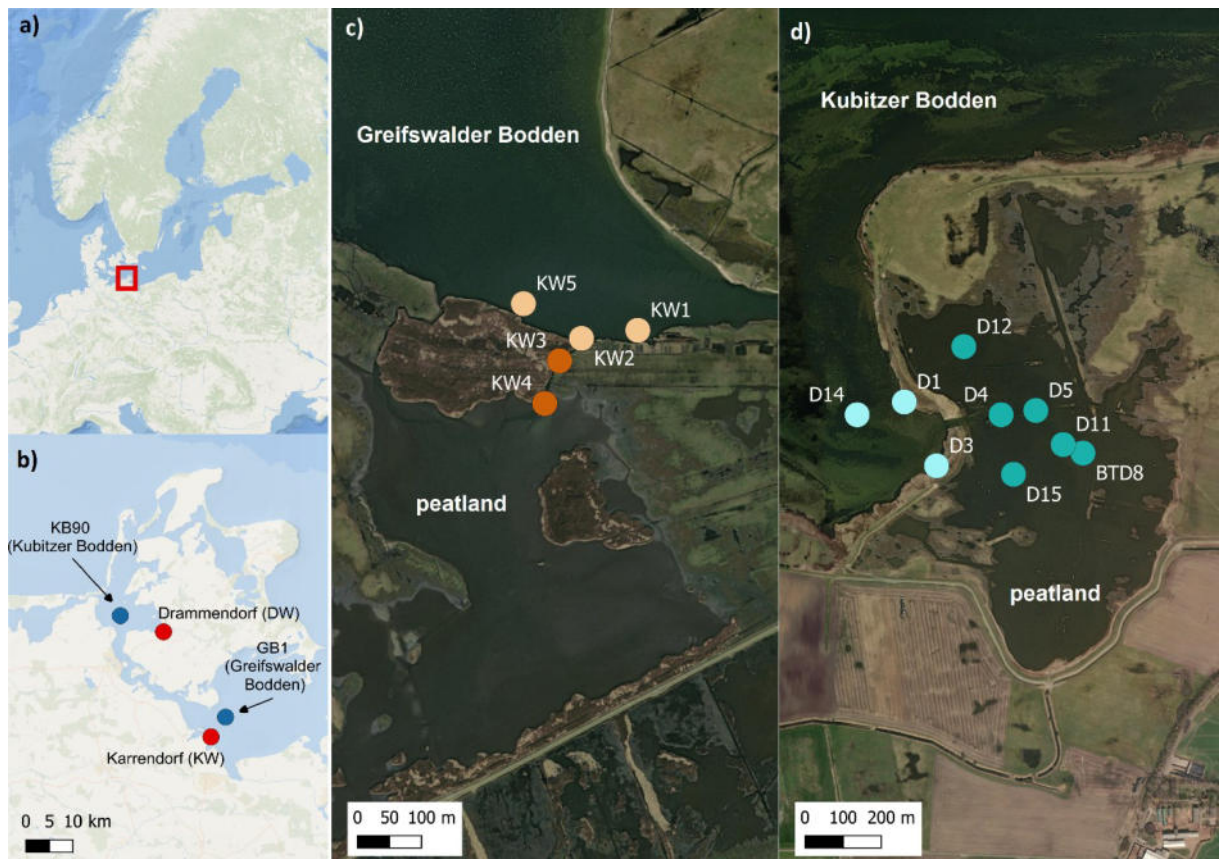 a)
b)
KB90
(Kubitzer Bodden)
Drammendorf (DW)
GB1
(Greifswalder
Bodden)
Karrendorf (KW)
0 5 10 km
c)
Greifswalder Bodden
KW5
KW1
KW3
KW2
KW4
peatland
0 50 100 m
d)
Kubitzer Bodden
D12
D1
D14
D4
D5
D11
D3
BTD8
D15
peatland
0 100 200 m